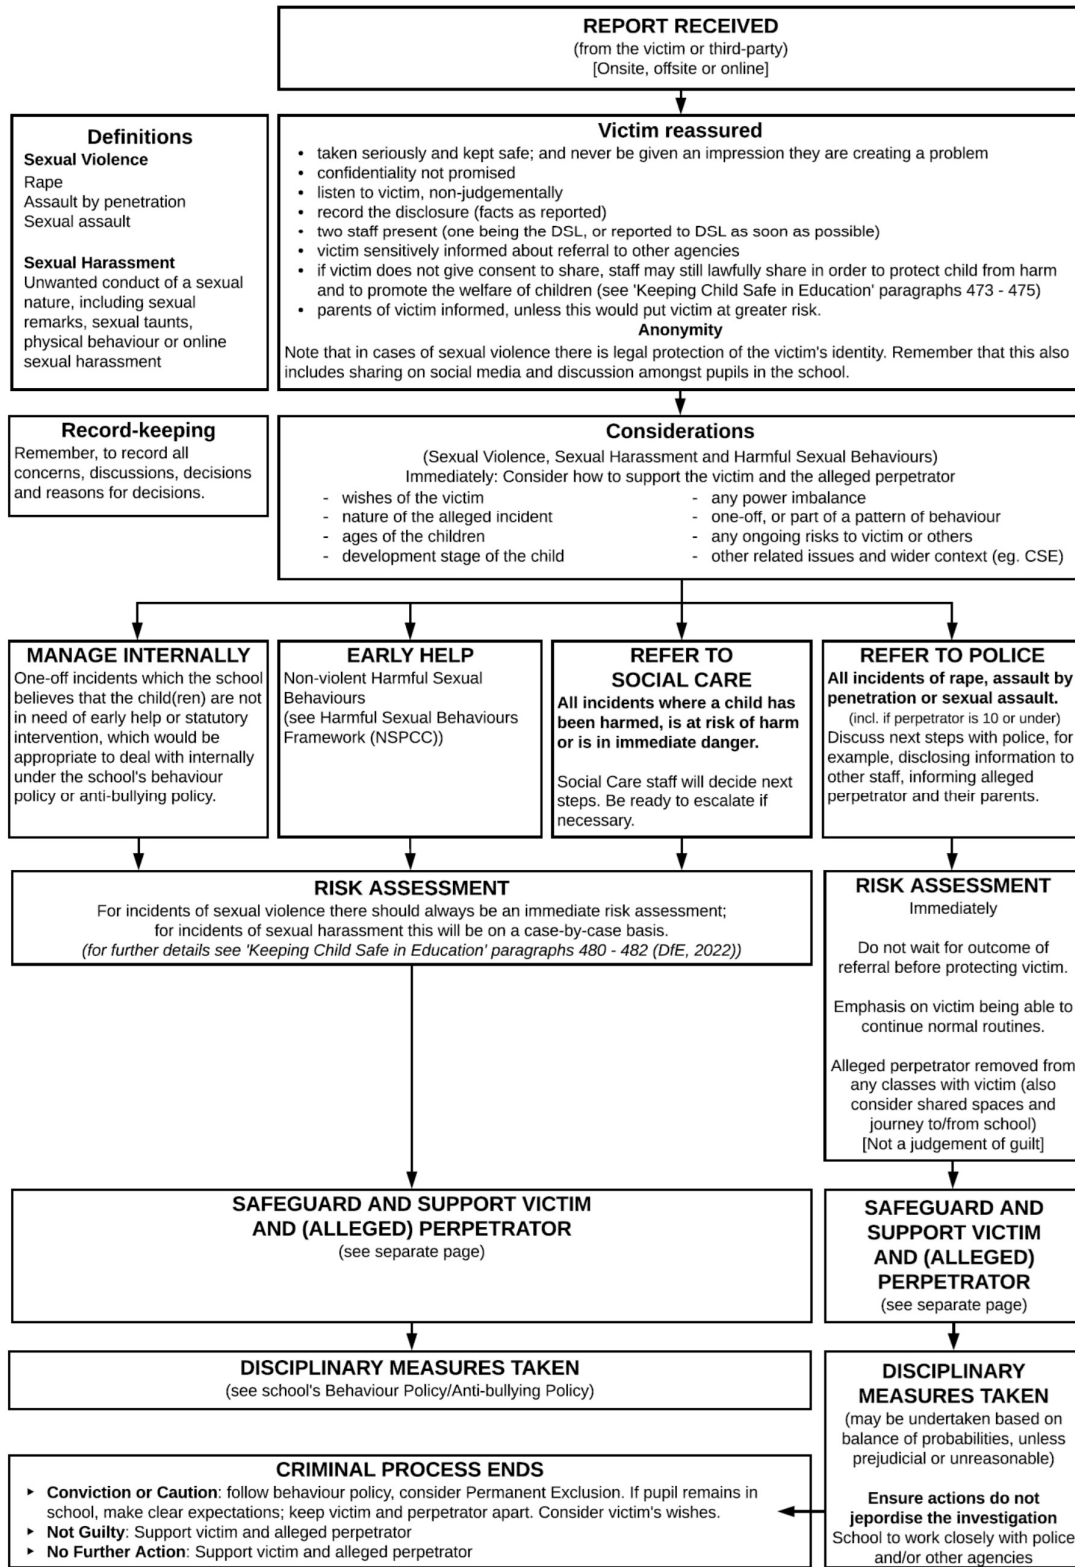 REPORT RECEIVED
(from the victim or third-party)
[Onsite, offsite or online]
Definitions
Sexual Violence
Rape
Assault by penetration
Sexual assault
Sexual Harassment
Unwanted conduct of a sexual
nature, including sexual
remarks, sexual taunts,
physical behaviour or online
sexual harassment
Victim reassured
• taken seriously and kept safe; and never be given an impression they are creating a problem
• confidentiality not promised
• listen to victim, non-judgementally
• record the disclosure (facts as reported)
• two staff present (one being the DSL, or reported to DSL as soon as possible)
• victim sensitively informed about referral to other agencies
• if victim does not give consent to share, staff may still lawfully share in order to protect child from harm
and to promote the welfare of children (see 'Keeping Child Safe in Education' paragraphs 473 - 475)
• parents of victim informed, unless this would put victim at greater risk.
Anonymity
Note that in cases of sexual violence there is legal protection of the victim's identity. Remember that this also
includes sharing on social media and discussion amongst pupils in the school.
Record-keeping
Remember, to record all
concerns, discussions, decisions
and reasons for decisions.
Considerations
(Sexual Violence, Sexual Harassment and Harmful Sexual Behaviours)
Immediately: Consider how to support the victim and the alleged perpetrator
- wishes of the victim
- nature of the alleged incident
- ages of the children
- development stage of the child
- any power imbalance
- one-off, or part of a pattern of behaviour
- any ongoing risks to victim or others
- other related issues and wider context (eg. CSE)
MANAGE INTERNALLY
One-off incidents which the school
believes that the child(ren) are not
in need of early help or statutory
intervention, which would be
appropriate to deal with internally
under the school's behaviour
policy or anti-bullying policy.
EARLY HELP
Non-violent Harmful Sexual
Behaviours
(see Harmful Sexual Behaviours
Framework (NSPCC))
REFER TO
SOCIAL CARE
All incidents where a child has
been harmed, is at risk of harm
or is in immediate danger.
Social Care staff will decide next
steps. Be ready to escalate if
necessary.
REFER TO POLICE
All incidents of rape, assault by
penetration or sexual assault.
(incl. if perpetrator is 10 or under)
Discuss next steps with police, for
example, disclosing information to
other staff, informing alleged
perpetrator and their parents.
RISK ASSESSMENT
For incidents of sexual violence there should always be an immediate risk assessment;
for incidents of sexual harassment this will be on a case-by-case basis.
(for further details see 'Keeping Child Safe in Education' paragraphs 480 - 482 (DfE, 2022))
RISK ASSESSMENT
Immediately
Do not wait for outcome of
referral before protecting victim.
Emphasis on victim being able to
continue normal routines.
Alleged perpetrator removed from
any classes with victim (also
consider shared spaces and
journey to/from school)
[Not a judgement of guilt]
SAFEGUARD AND SUPPORT VICTIM
AND (ALLEGED) PERPETRATOR
(see separate page)
SAFEGUARD AND
SUPPORT VICTIM
AND (ALLEGED)
PERPETRATOR
(see separate page)
DISCIPLINARY MEASURES TAKEN
(see school's Behaviour Policy/Anti-bullying Policy)
DISCIPLINARY
MEASURES TAKEN
(may be undertaken based on
balance of probabilities, unless
prejudicial or unreasonable)
Ensure actions do not
jepordise the investigation
School to work closely with police
and/or other agencies
CRIMINAL PROCESS ENDS
▸ Conviction or Caution: follow behaviour policy, consider Permanent Exclusion. If pupil remains in
school, make clear expectations; keep victim and perpetrator apart. Consider victim's wishes.
▸ Not Guilty: Support victim and alleged perpetrator
▸ No Further Action: Support victim and alleged perpetrator